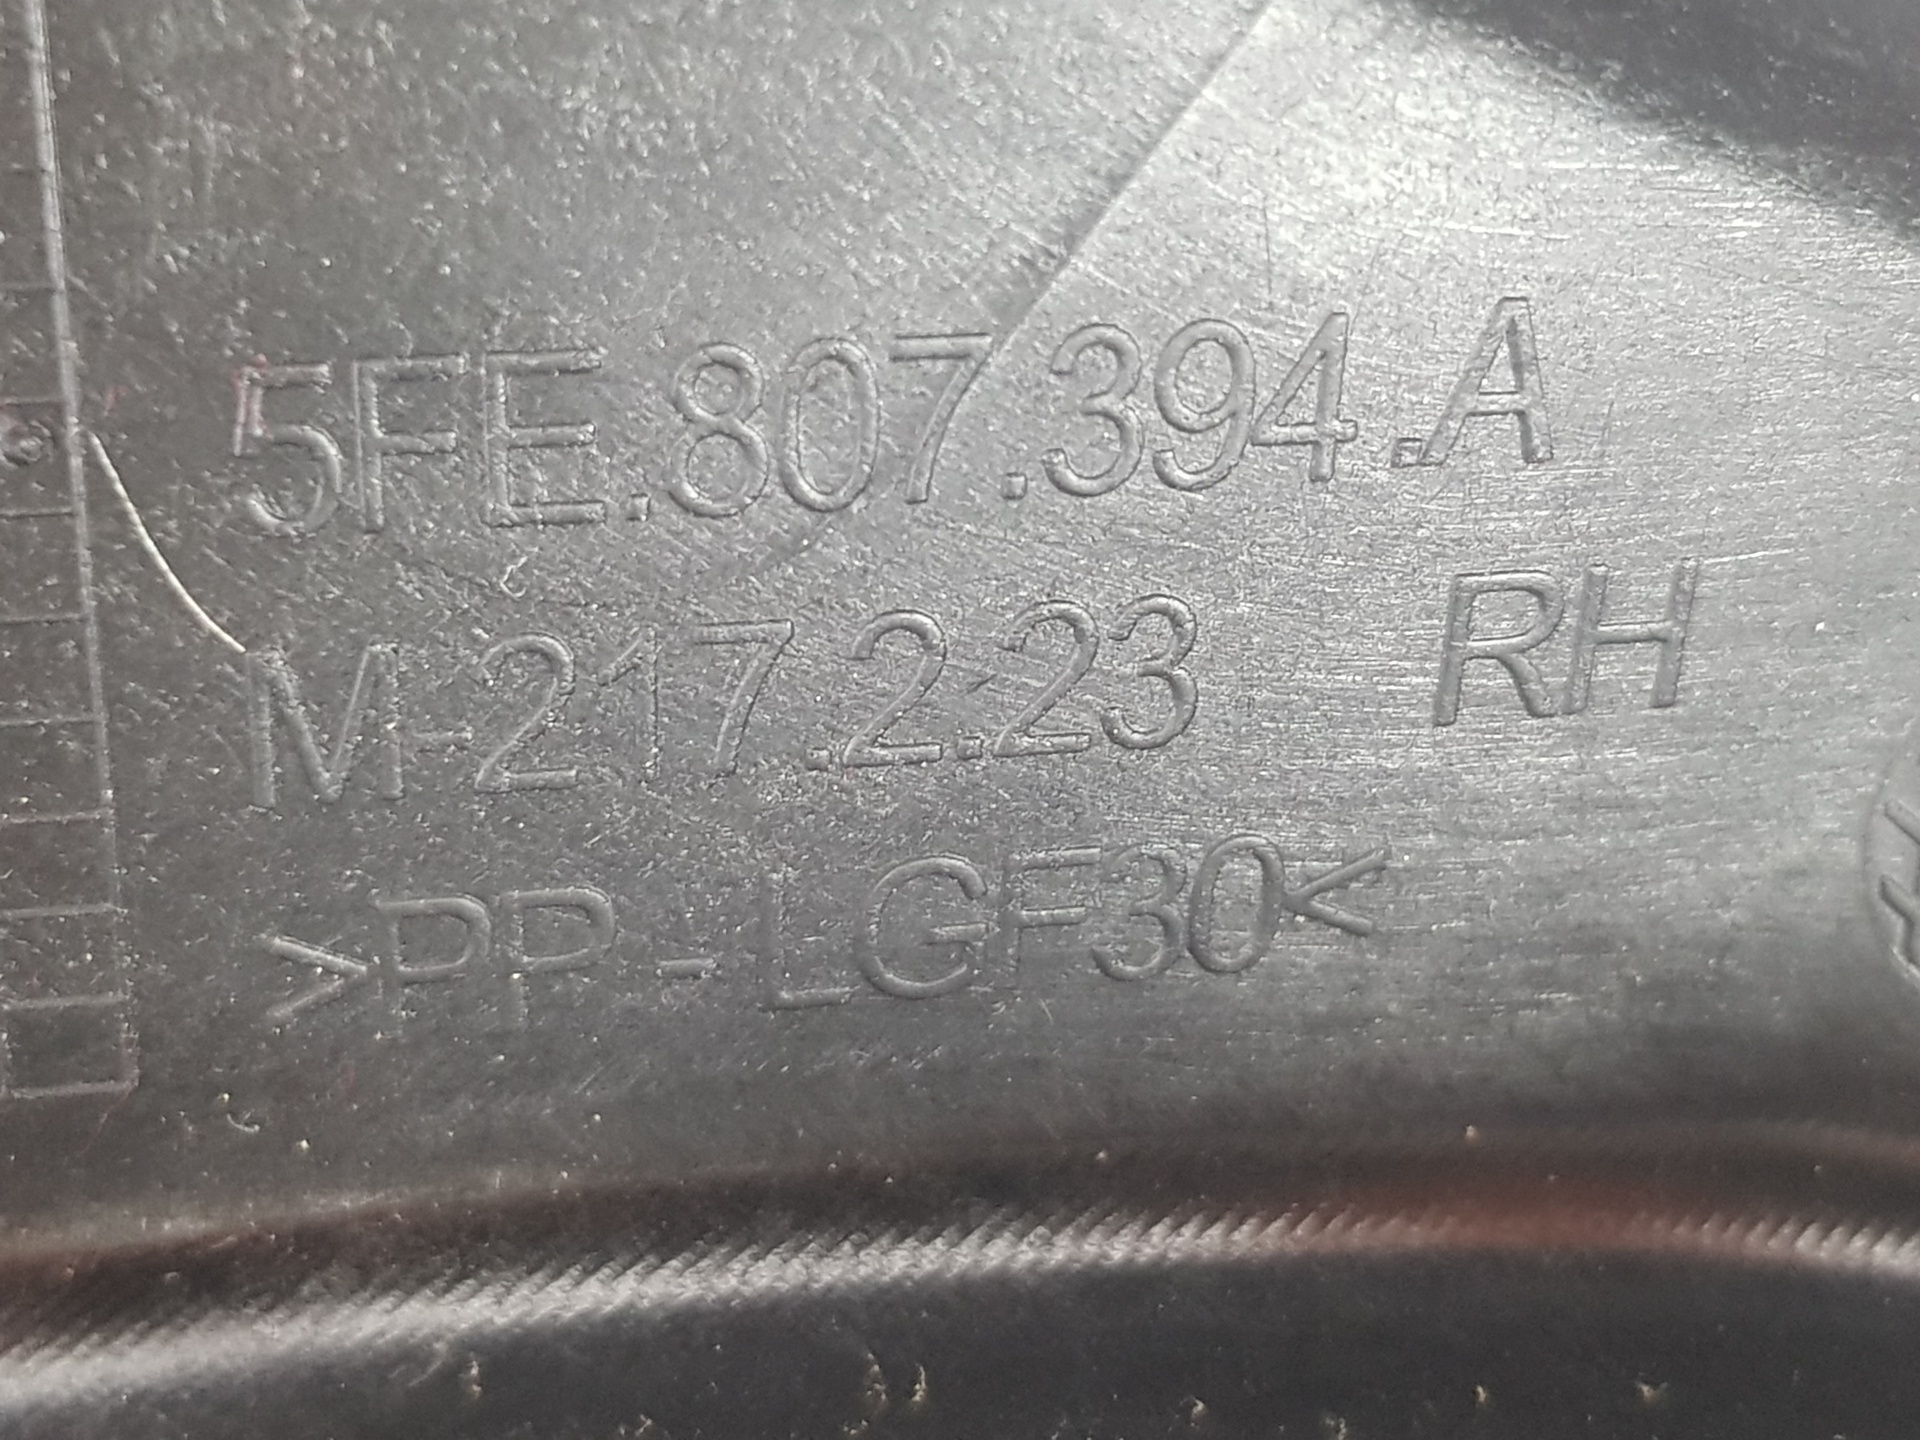 5FE.807.394.A
M-217.2.23 RH
>PP-LGF30<